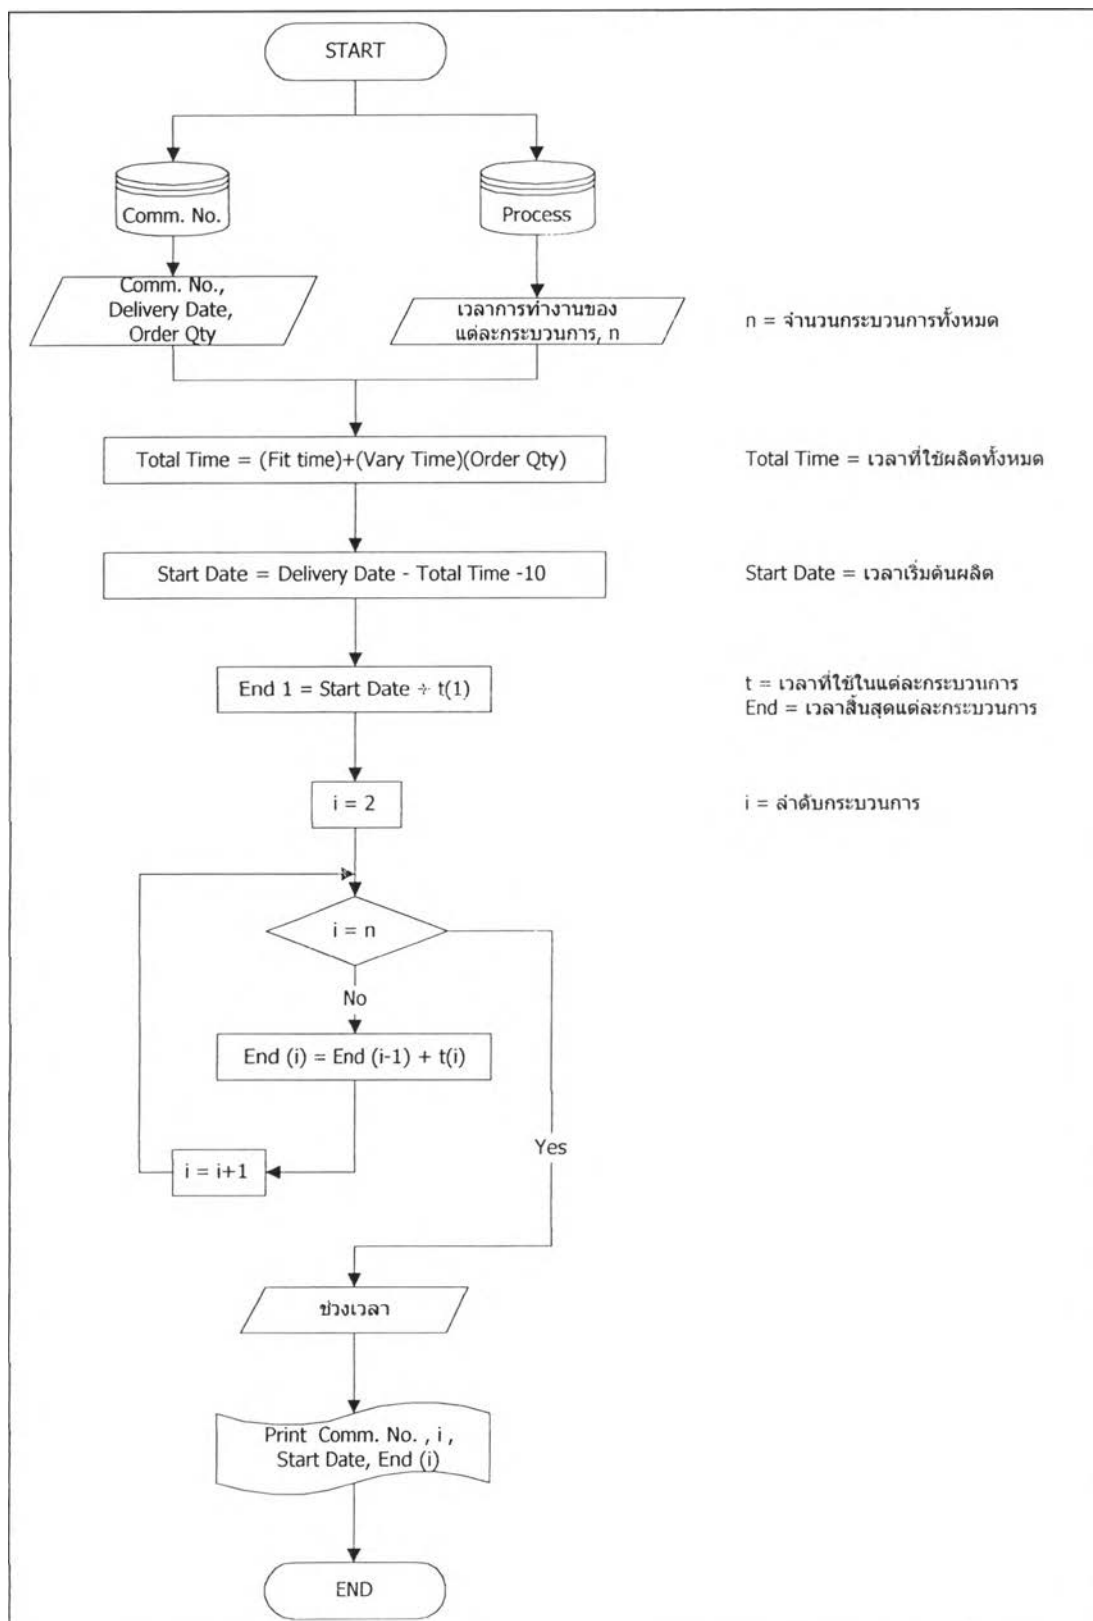 START
Comm. No.
Process
Comm. No.,
Delivery Date,
Order Qty
เวลาการทำงานของ
แต่ละกระบวนการ, n
n = จำนวนกระบวนการทั้งหมด
Total Time = (Fit time)+(Vary Time)(Order Qty)
Total Time = เวลาที่ใช้ผลิตทั้งหมด
Start Date = Delivery Date - Total Time -10
Start Date = เวลาเริ่มต้นผลิต
End 1 = Start Date + t(1)
t = เวลาที่ใช้ในแต่ละกระบวนการ
End = เวลาสิ้นสุดแต่ละกระบวนการ
i = 2
i = ลำดับกระบวนการ
i = n
No
End (i) = End (i-1) + t(i)
Yes
i = i+1
ช่วงเวลา
Print Comm. No. , i ,
Start Date, End (i)
END